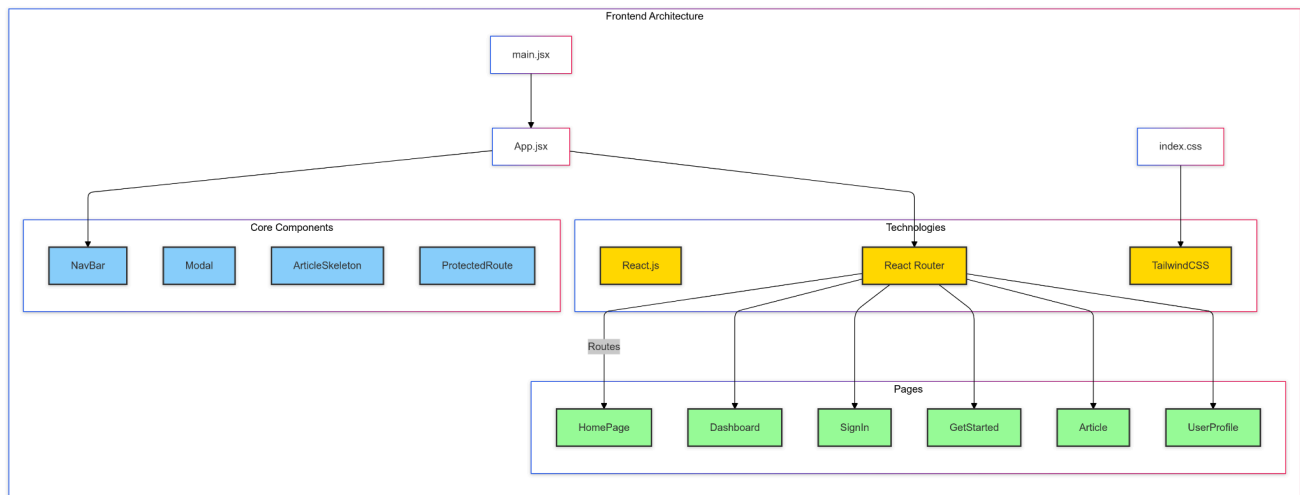 Frontend Architecture
main.jsx
App.jsx
index.css
Core Components
NavBar
Modal
ArticleSkeleton
ProtectedRoute
Technologies
React.js
React Router
TailwindCSS
Routes
Pages
HomePage
Dashboard
SignIn
GetStarted
Article
UserProfile